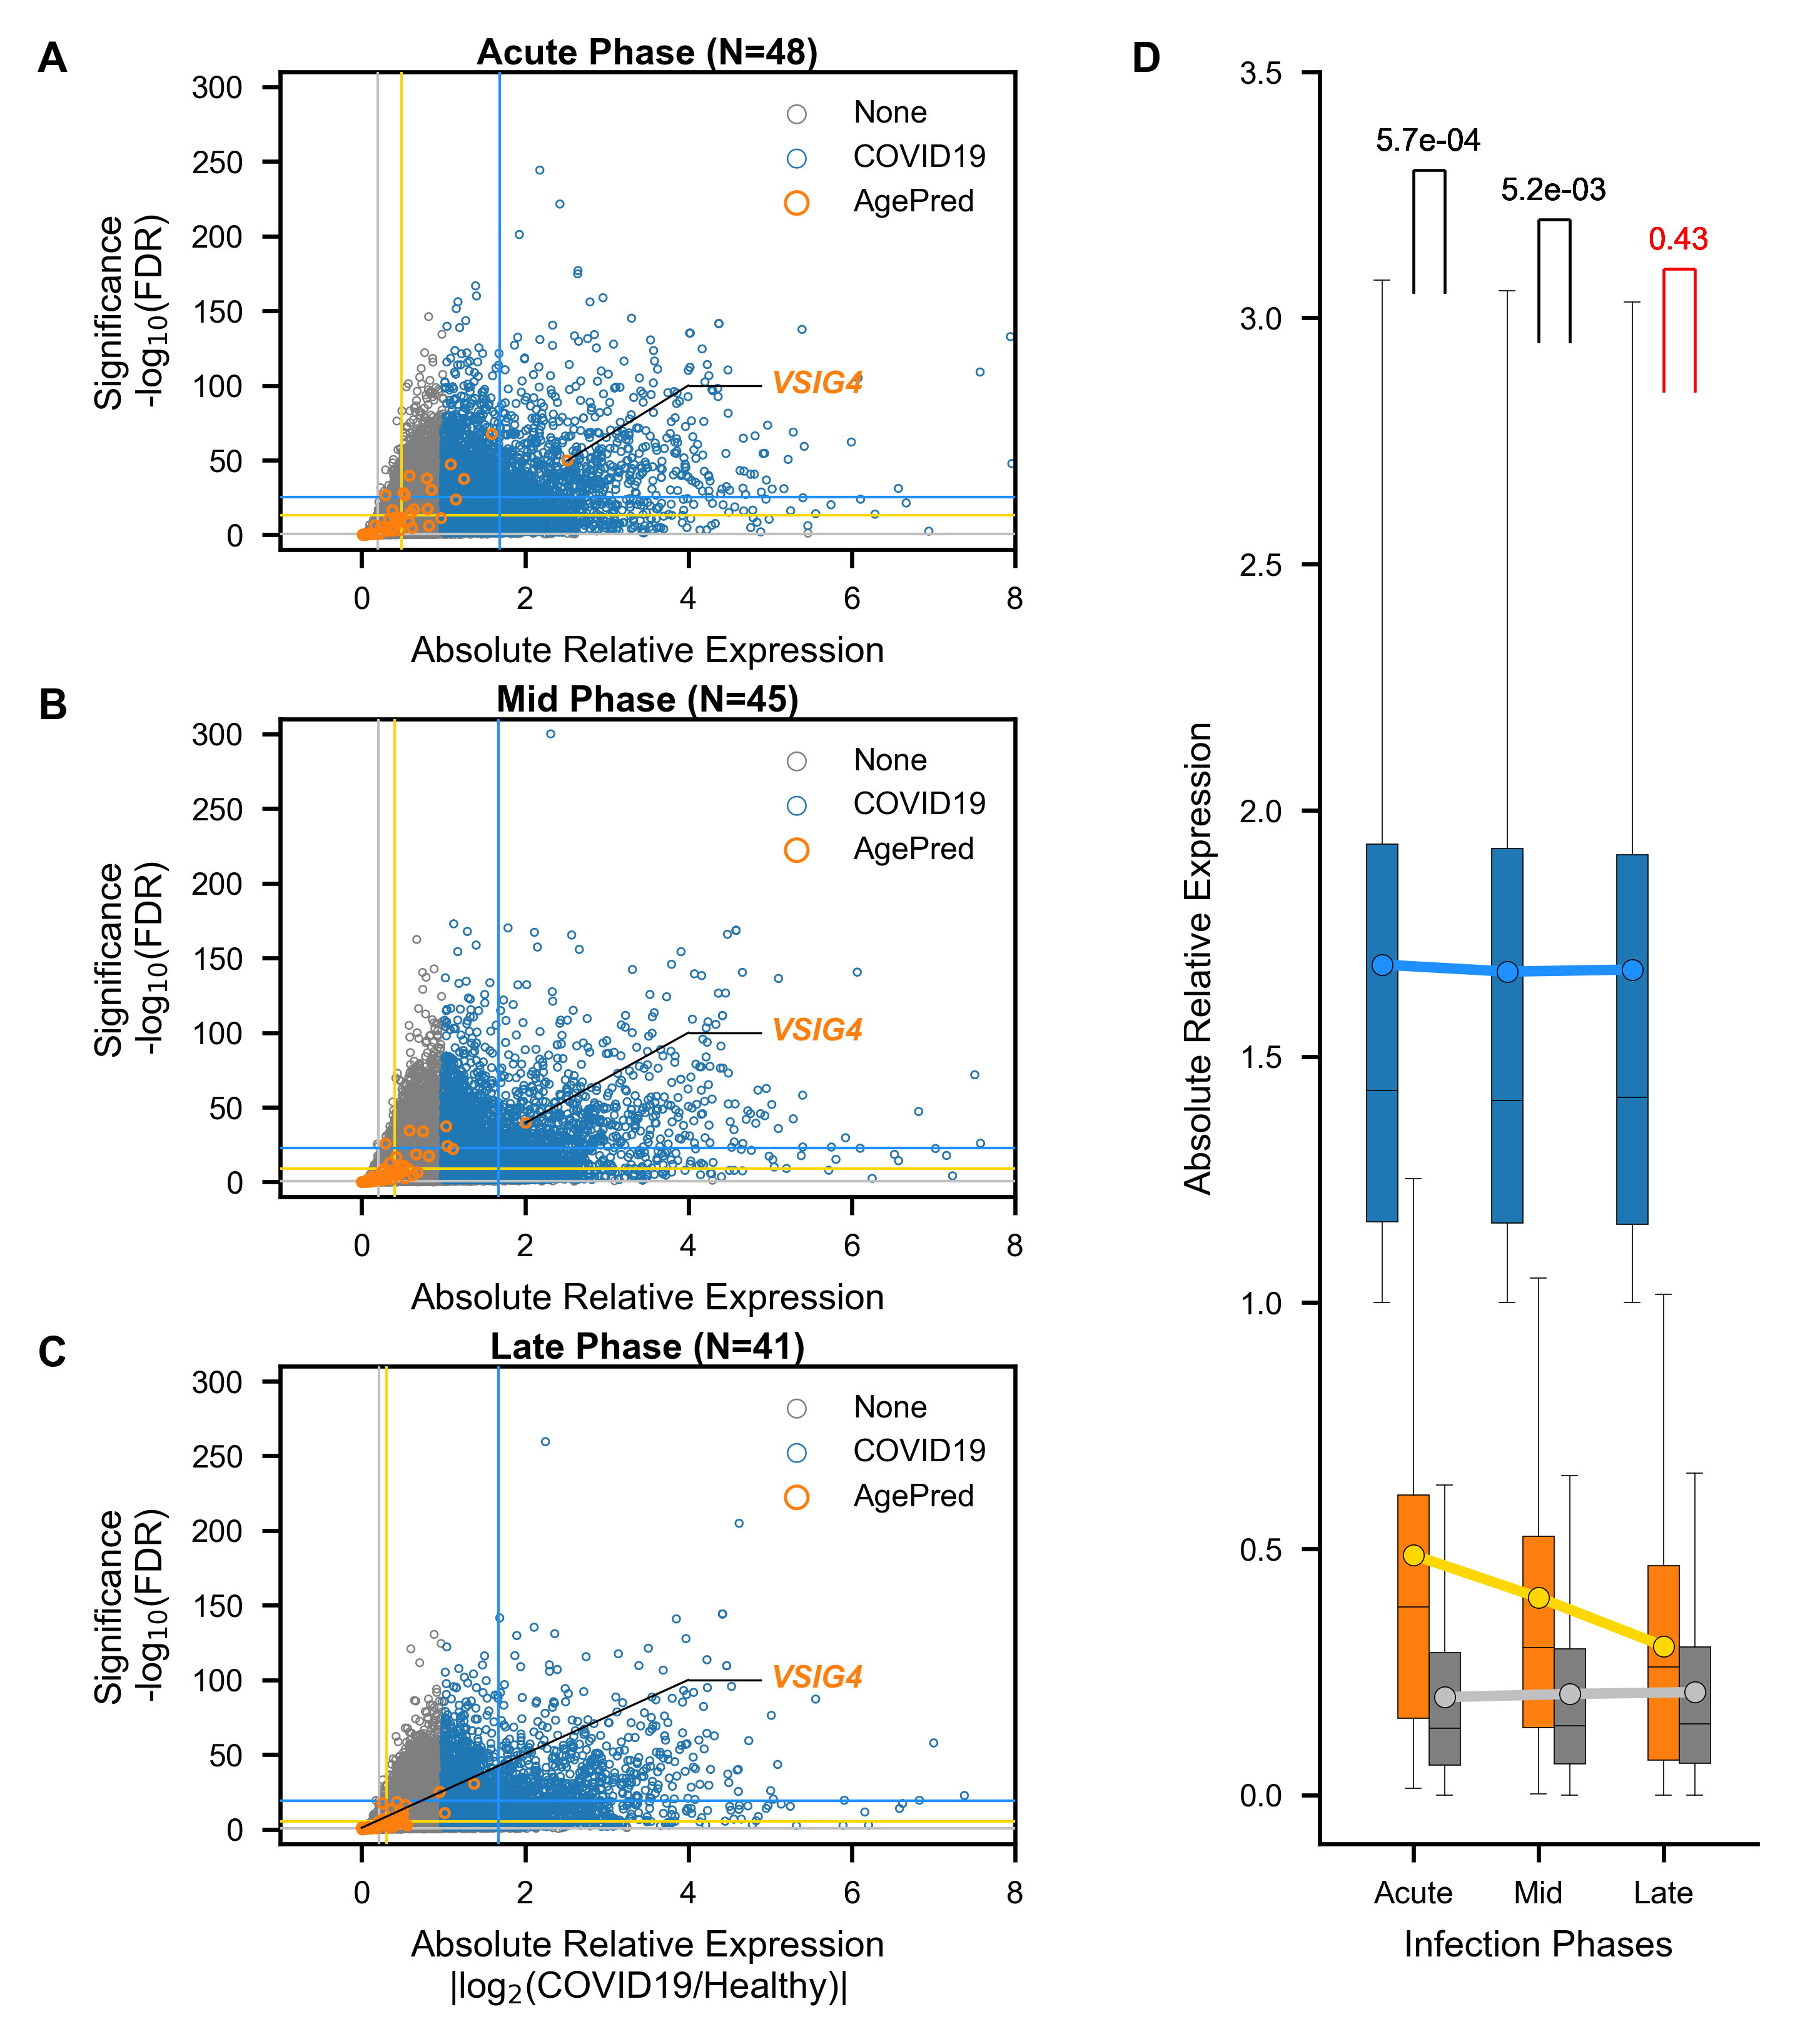 A
Acute Phase (N=48)
300
250
200
150
100
50
0
Significance
-log10(FDR)
None
COVID19
AgePred
VSIG4
0 2 4 6 8
Absolute Relative Expression
B
Mid Phase (N=45)
300
250
200
150
100
50
0
Significance
-log10(FDR)
None
COVID19
AgePred
VSIG4
0 2 4 6 8
Absolute Relative Expression
C
Late Phase (N=41)
300
250
200
150
100
50
0
Significance
-log10(FDR)
None
COVID19
AgePred
VSIG4
0 2 4 6 8
Absolute Relative Expression
|log2(COVID19/Healthy)|
D
3.5
3.0
2.5
2.0
1.5
1.0
0.5
0.0
Absolute Relative Expression
5.7e-04
5.2e-03
0.43
Acute Mid Late
Infection Phases